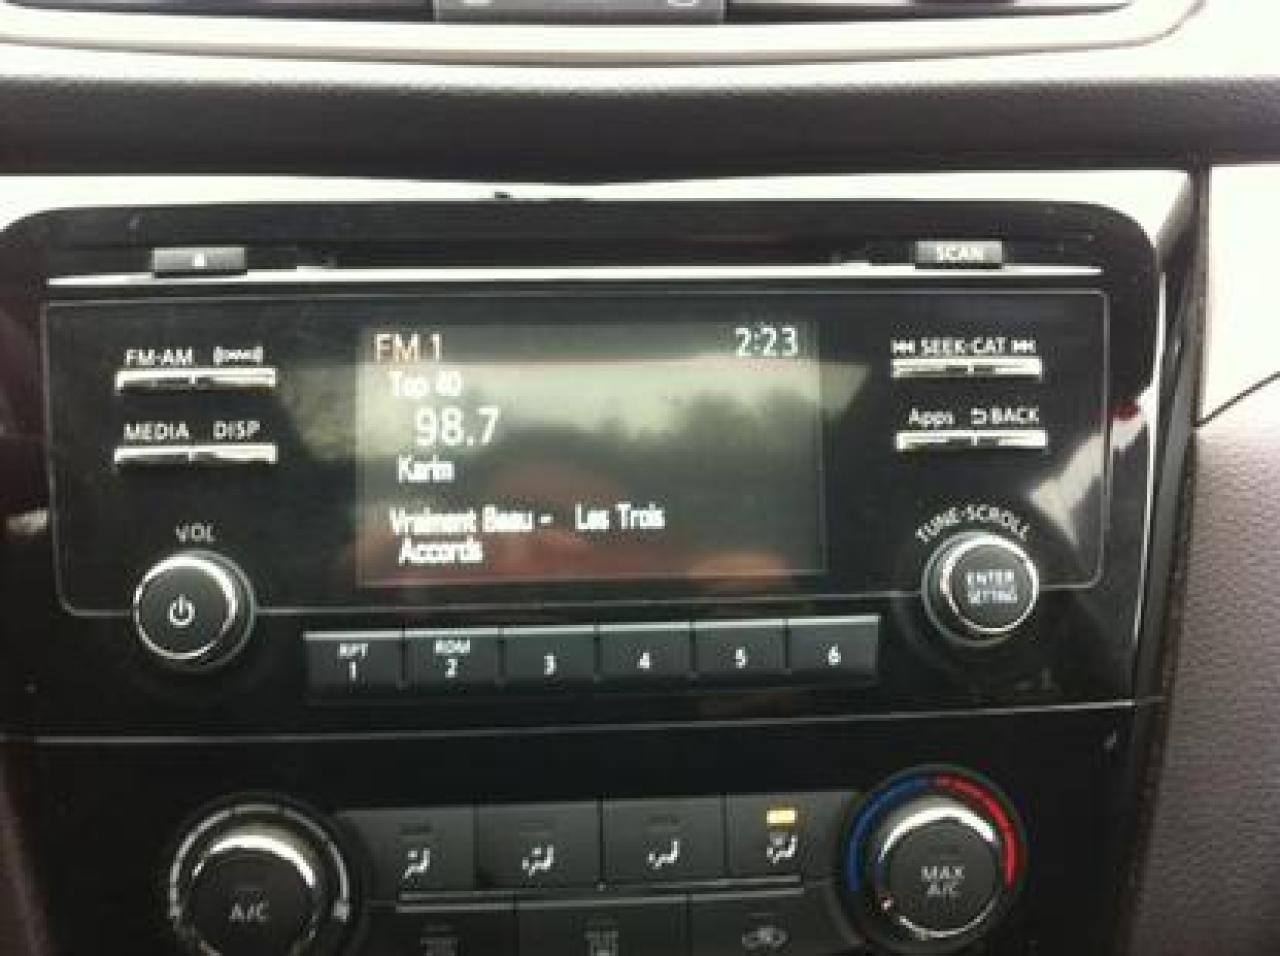 SCAN
FM-AM
FM 1 2:23
SEEK·CAT
Top 40
98.7
MEDIA DISP
Apps BACK
Karim
Vraiment Beau - Les Trois
Accords
VOL
TUNE·SCROLL
ENTER
SETTING
RPT
1
RDM
2
3
4
5
6
A/C
MAX
A/C